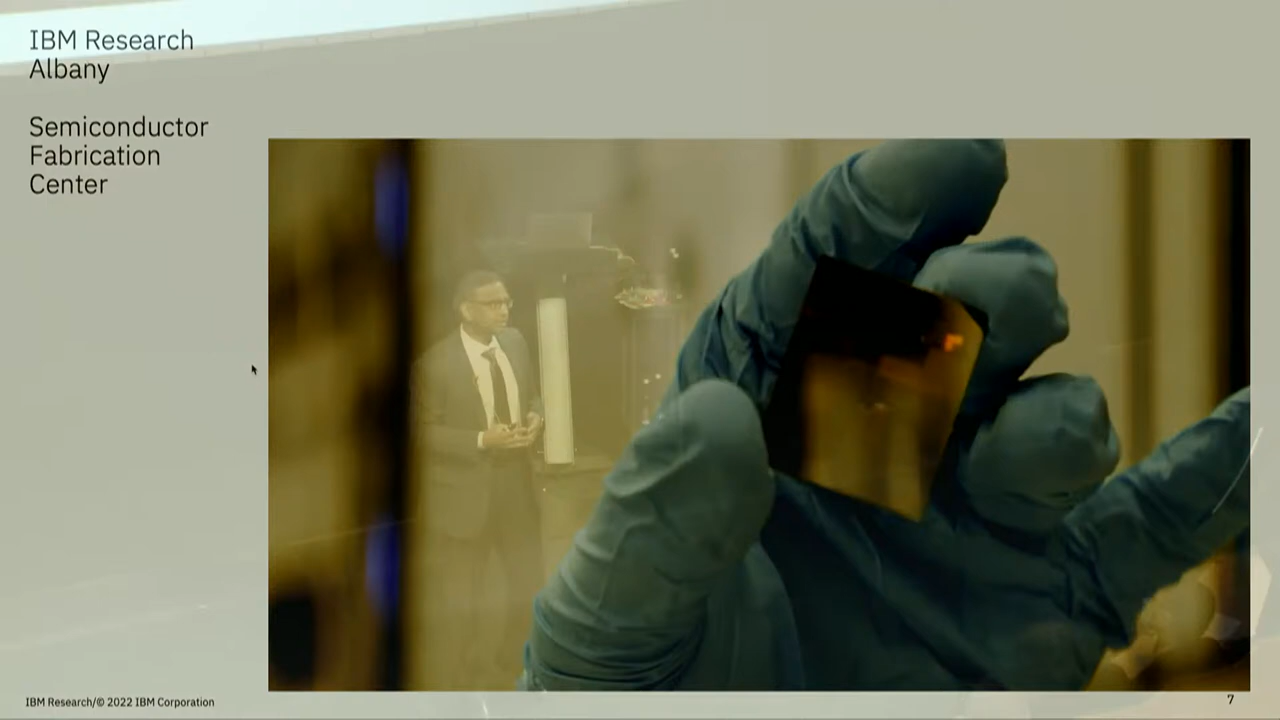 IBM Research
Albany
Semiconductor
Fabrication
Center
IBM Research/© 2022 IBM Corporation
7